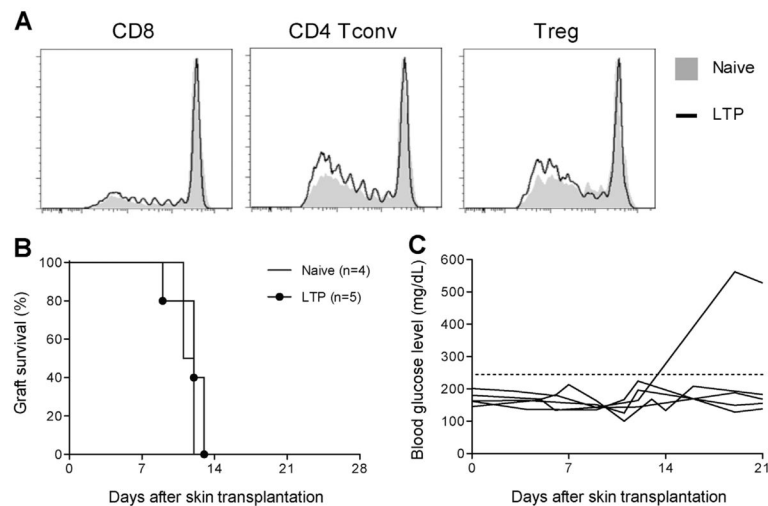 A
CD8
CD4 Tconv
Treg
Naive
LTP
B
100
80
60
40
20
0
Graft survival (%)
0
7
14
21
28
Days after skin transplantation
Naive (n=4)
LTP (n=5)
C
600
500
400
300
200
100
0
Blood glucose level (mg/dL)
0
7
14
21
Days after skin transplantation